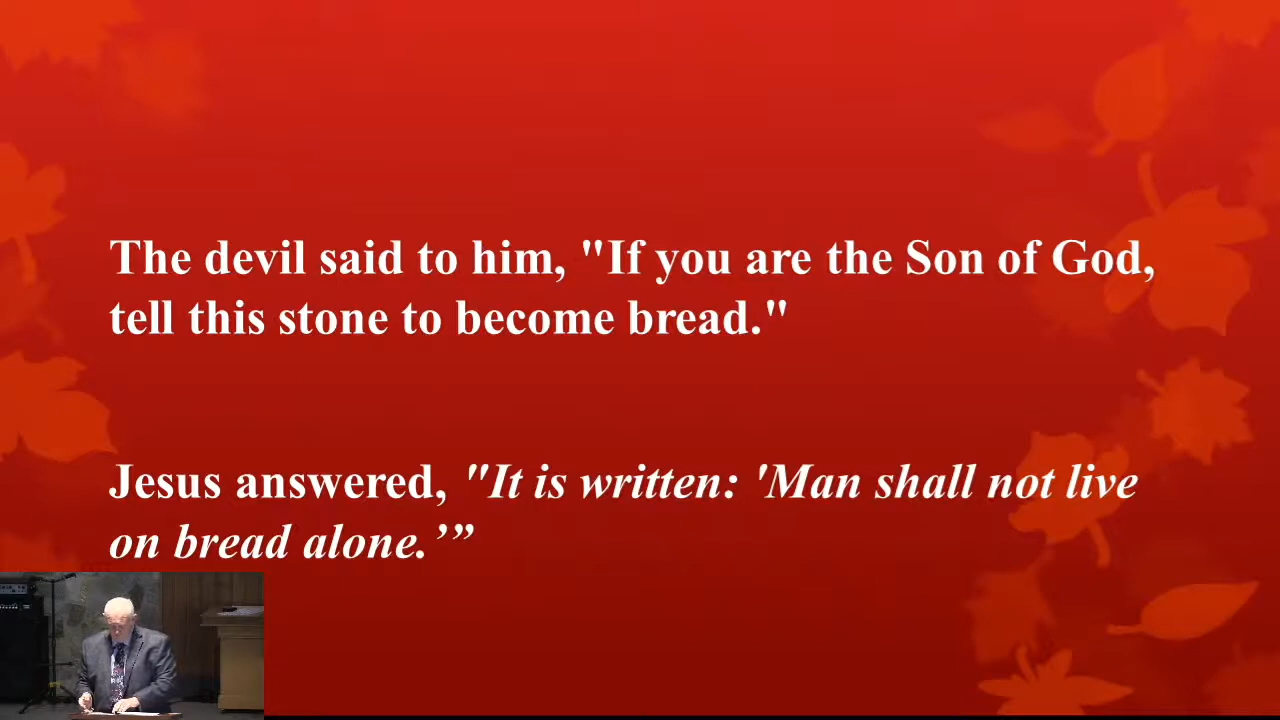 The devil said to him, "If you are the Son of God,
tell this stone to become bread."
Jesus answered, "It is written: 'Man shall not live
on bread alone.’”